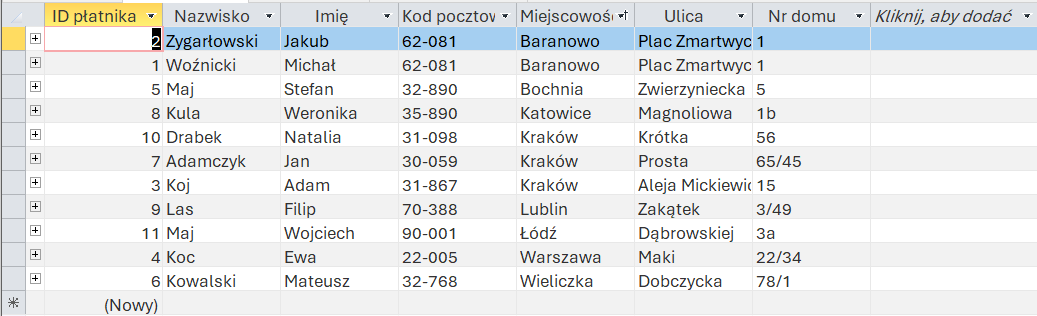 ID płatnika Nazwisko Imię Kod pocztow Miejscowość Ulica Nr domu Kliknij, aby dodać
2 Zygarłowski Jakub 62-081 Baranowo Plac Zmartwyc 1
1 Woźnicki Michał 62-081 Baranowo Plac Zmartwyc 1
5 Maj Stefan 32-890 Bochnia Zwierzyniecka 5
8 Kula Weronika 35-890 Katowice Magnoliowa 1b
10 Drabek Natalia 31-098 Kraków Krótka 56
7 Adamczyk Jan 30-059 Kraków Prosta 65/45
3 Koj Adam 31-867 Kraków Aleja Mickiewic 15
9 Las Filip 70-388 Lublin Zakątek 3/49
11 Maj Wojciech 90-001 Łódź Dąbrowskiej 3a
4 Koc Ewa 22-005 Warszawa Maki 22/34
6 Kowalski Mateusz 32-768 Wieliczka Dobczycka 78/1
(Nowy)